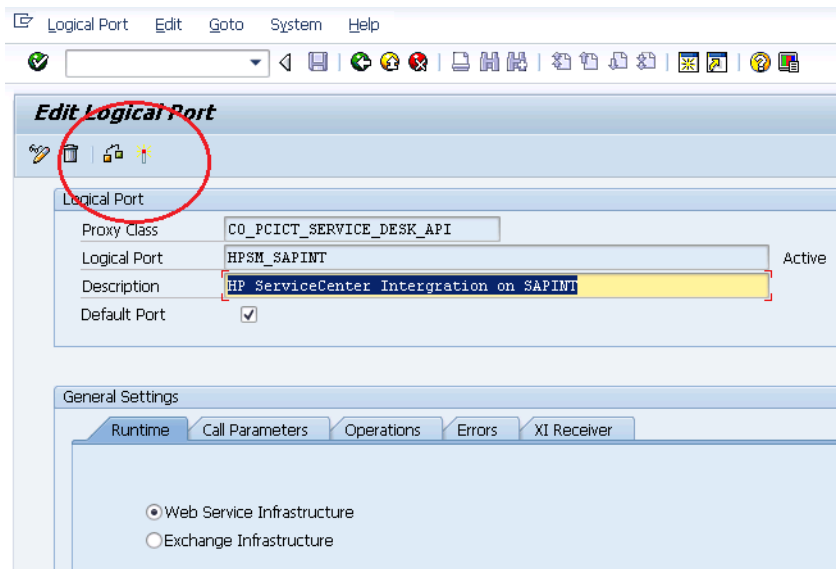 Logical Port Edit Goto System Help
Edit Logical Port
Logical Port
Proxy Class CO_PCICT_SERVICE_DESK_API
Logical Port HPSM_SAPINT Active
Description HP ServiceCenter Intergration on SAPINT
Default Port
General Settings
Runtime Call Parameters Operations Errors XI Receiver
Web Service Infrastructure
Exchange Infrastructure